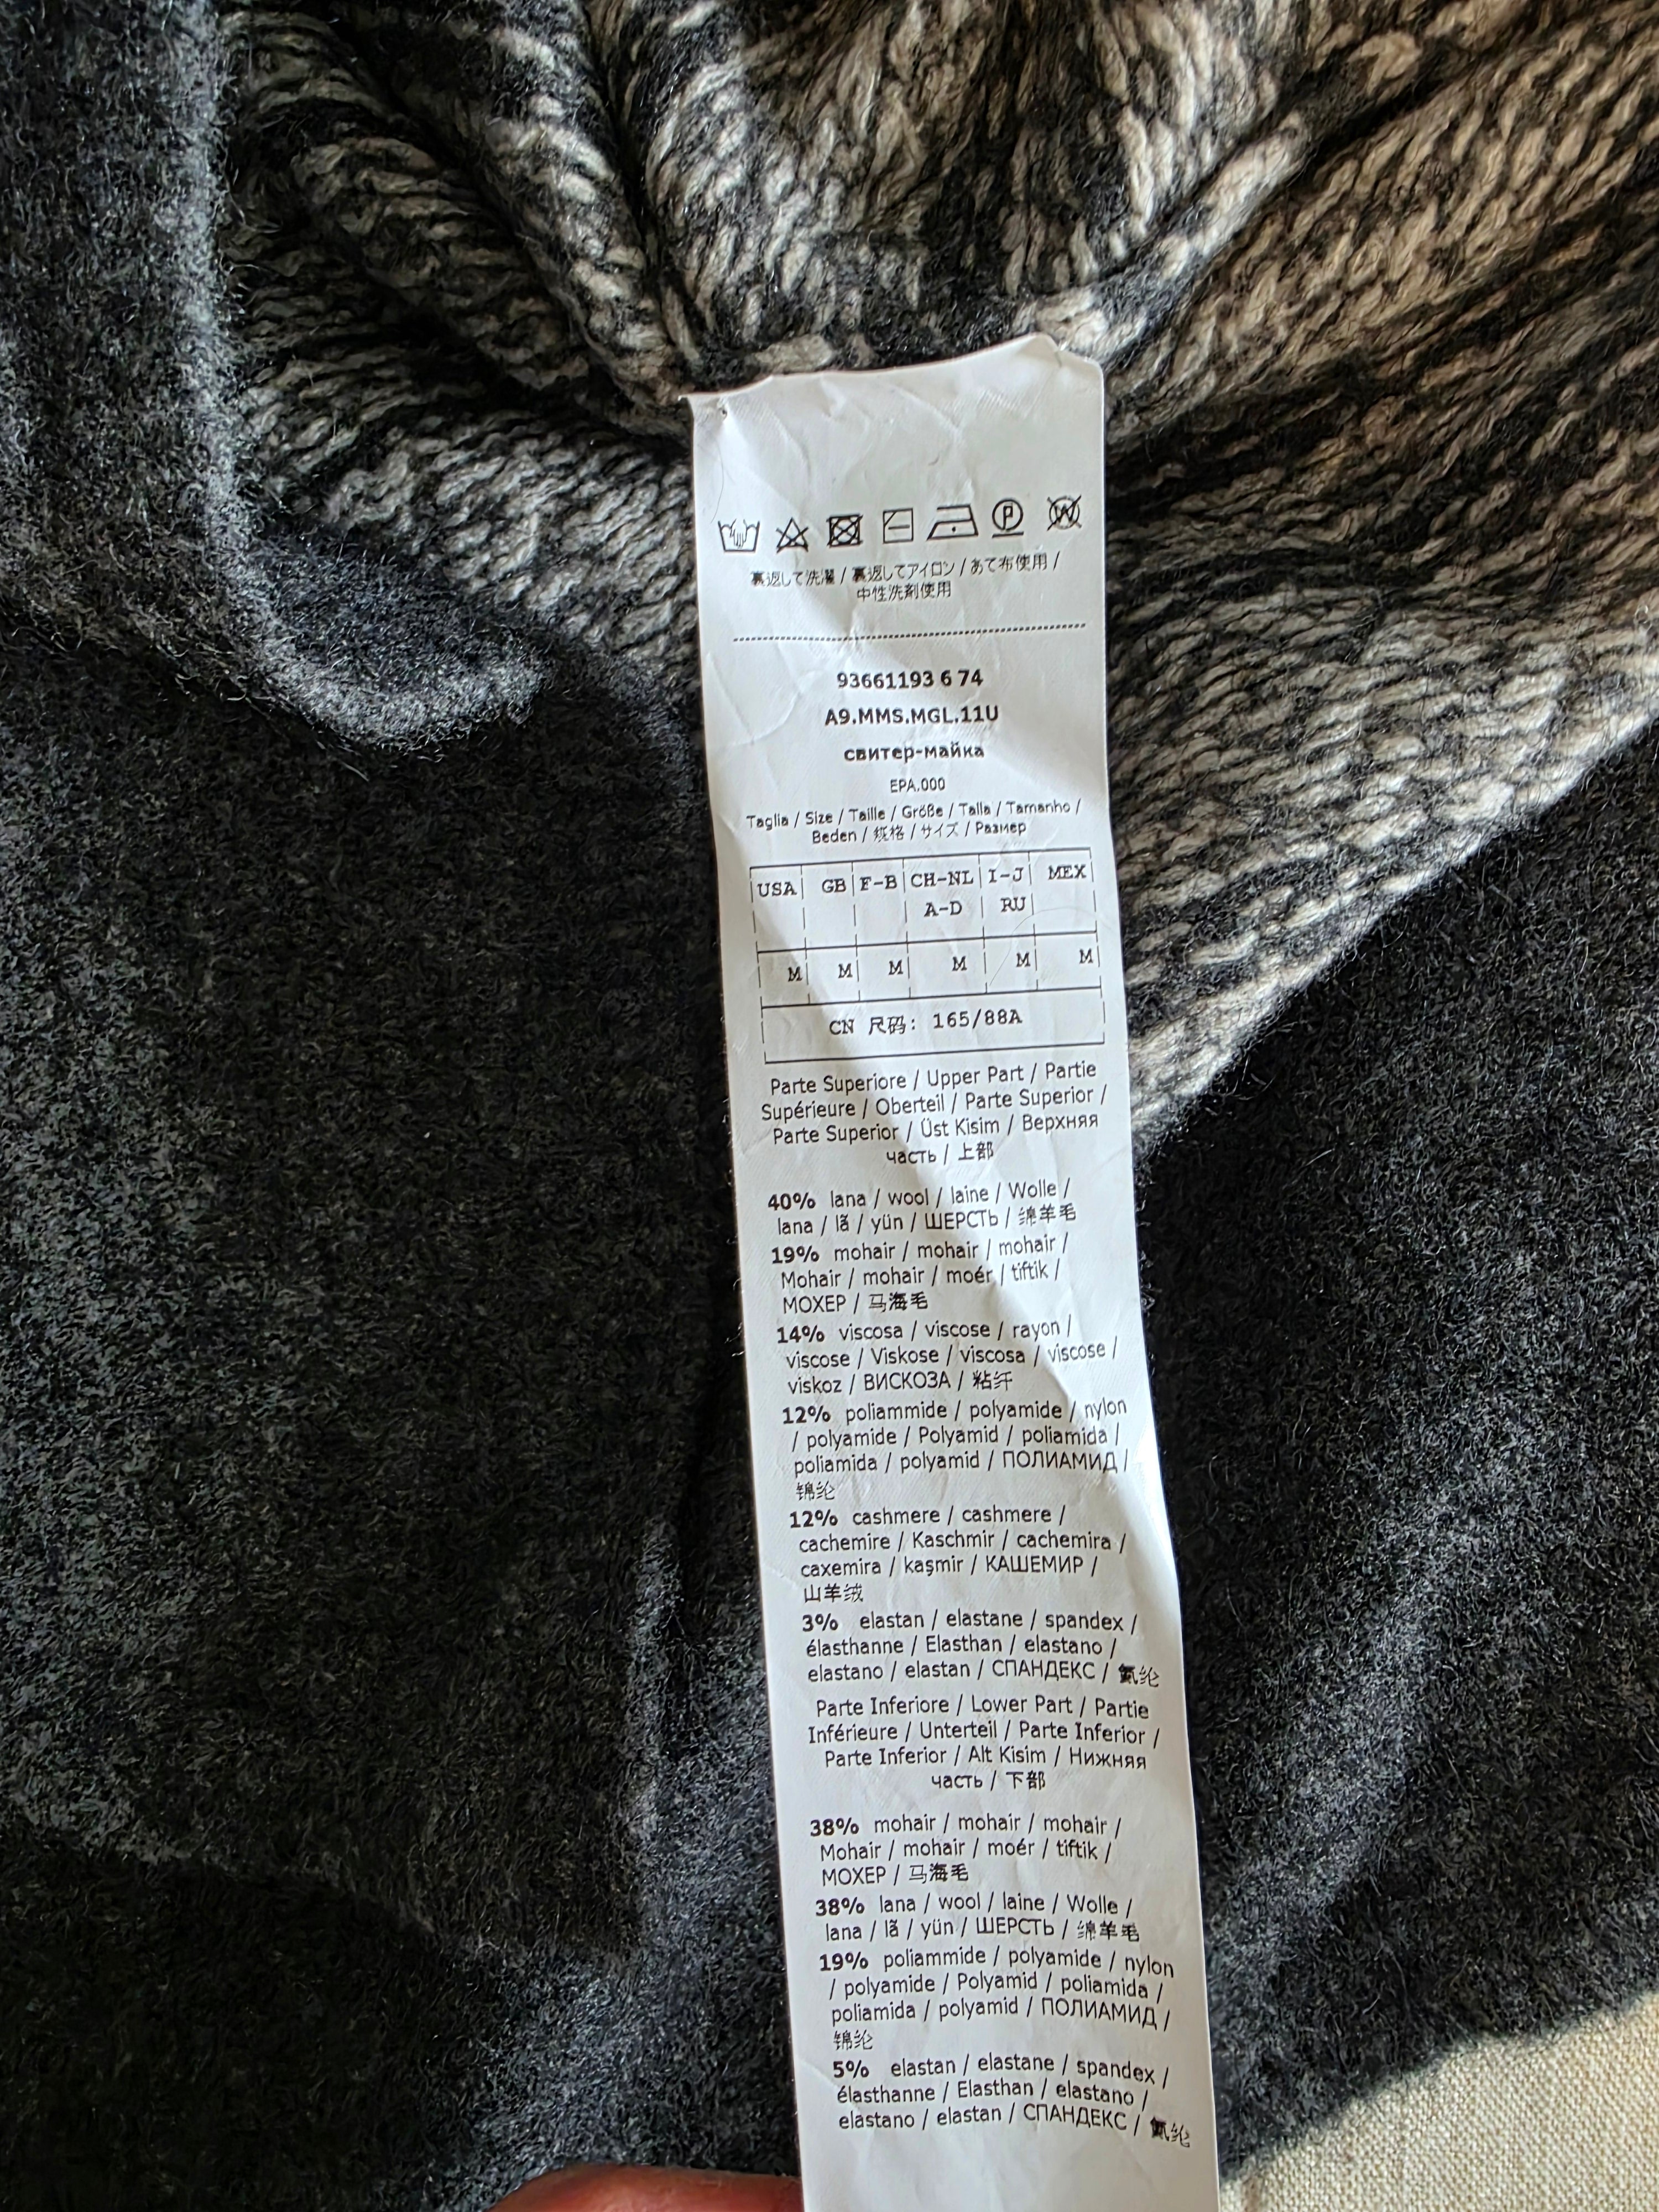 裏返して洗濯 / 裏返してアイロン / あて布使用 /
中性洗剤使用
93661193 6 74
A9.MMS.MGL.11U
свитер-майка
EPA.000
Taglia / Size / Taille / Größe / Talla / Tamanho /
Beden / 规格 / サイズ / Размер
USA GB F-B CH-NL I-J MEX
A-D RU
M M M M M M
CN 尺码: 165/88A
Parte Superiore / Upper Part / Partie
Supérieure / Oberteil / Parte Superior /
Parte Superior / Üst Kisim / Верхняя
часть / 上部
40% lana / wool / laine / Wolle /
lana / lã / yün / ШЕРСТЬ / 绵羊毛
19% mohair / mohair / mohair /
Mohair / mohair / moér / tiftik /
МОХЕР / 马海毛
14% viscosa / viscose / rayon /
viscose / Viskose / viscosa / viscose /
viskoz / ВИСКОЗА / 粘纤
12% poliammide / polyamide / nylon
/ polyamide / Polyamid / poliamida /
poliamida / polyamid / ПОЛИАМИД /
锦纶
12% cashmere / cashmere /
cachemire / Kaschmir / cachemira /
caxemira / kaşmir / КАШЕМИР /
山羊绒
3% elastan / elastane / spandex /
élasthanne / Elasthan / elastano /
elastano / elastan / СПАНДЕКС / 氨纶
Parte Inferiore / Lower Part / Partie
Inférieure / Unterteil / Parte Inferior /
Parte Inferior / Alt Kisim / Нижняя
часть / 下部
38% mohair / mohair / mohair /
Mohair / mohair / moér / tiftik /
МОХЕР / 马海毛
38% lana / wool / laine / Wolle /
lana / lã / yün / ШЕРСТЬ / 绵羊毛
19% poliammide / polyamide / nylon
/ polyamide / Polyamid / poliamida /
poliamida / polyamid / ПОЛИАМИД /
锦纶
5% elastan / elastane / spandex /
élasthanne / Elasthan / elastano /
elastano / elastan / СПАНДЕКС / 氨纶